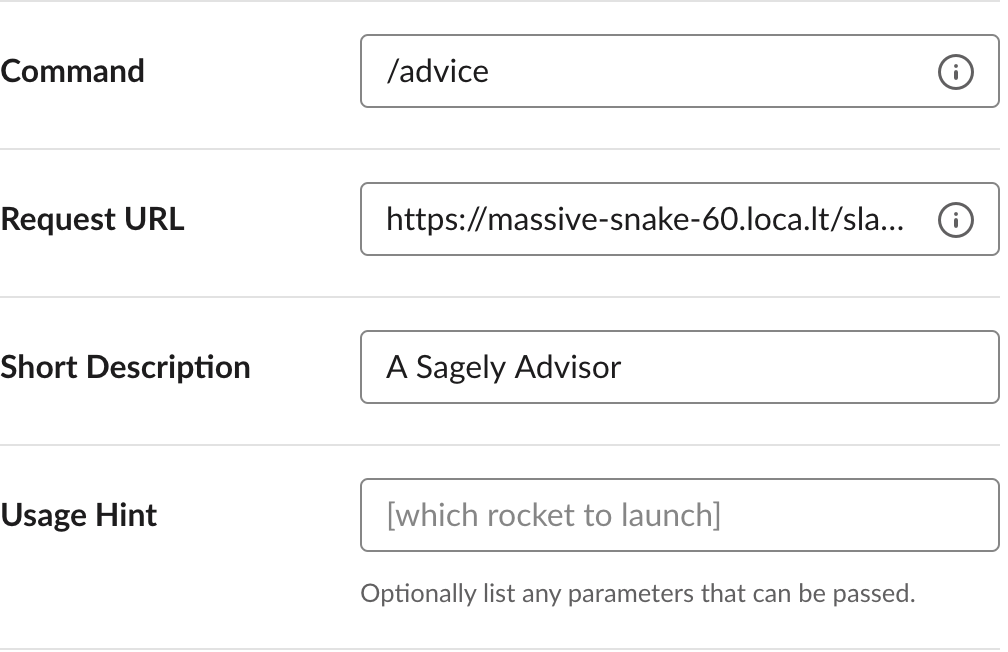 Command
/advice
Request URL
https://massive-snake-60.loca.lt/sla...
Short Description
A Sagely Advisor
Usage Hint
[which rocket to launch]
Optionally list any parameters that can be passed.